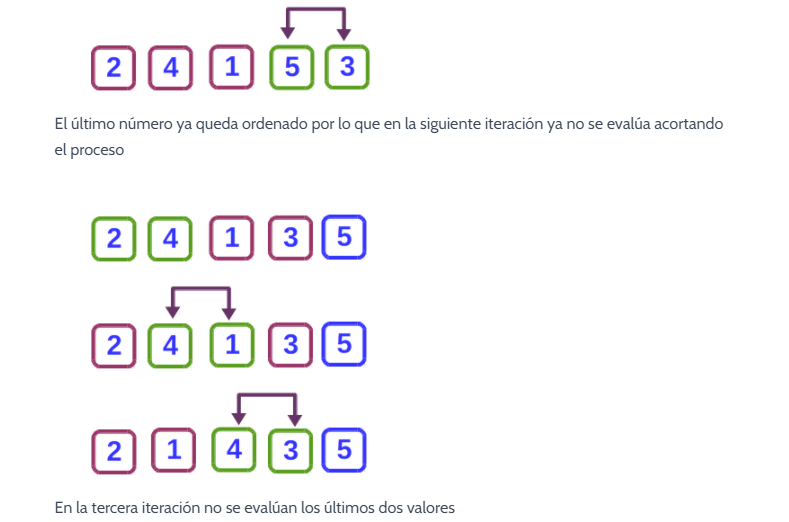 2 4 1 5 3
El último número ya queda ordenado por lo que en la siguiente iteración ya no se evalúa acortando
el proceso
2 4 1 3 5
2 4 1 3 5
2 1 4 3 5
En la tercera iteración no se evalúan los últimos dos valores